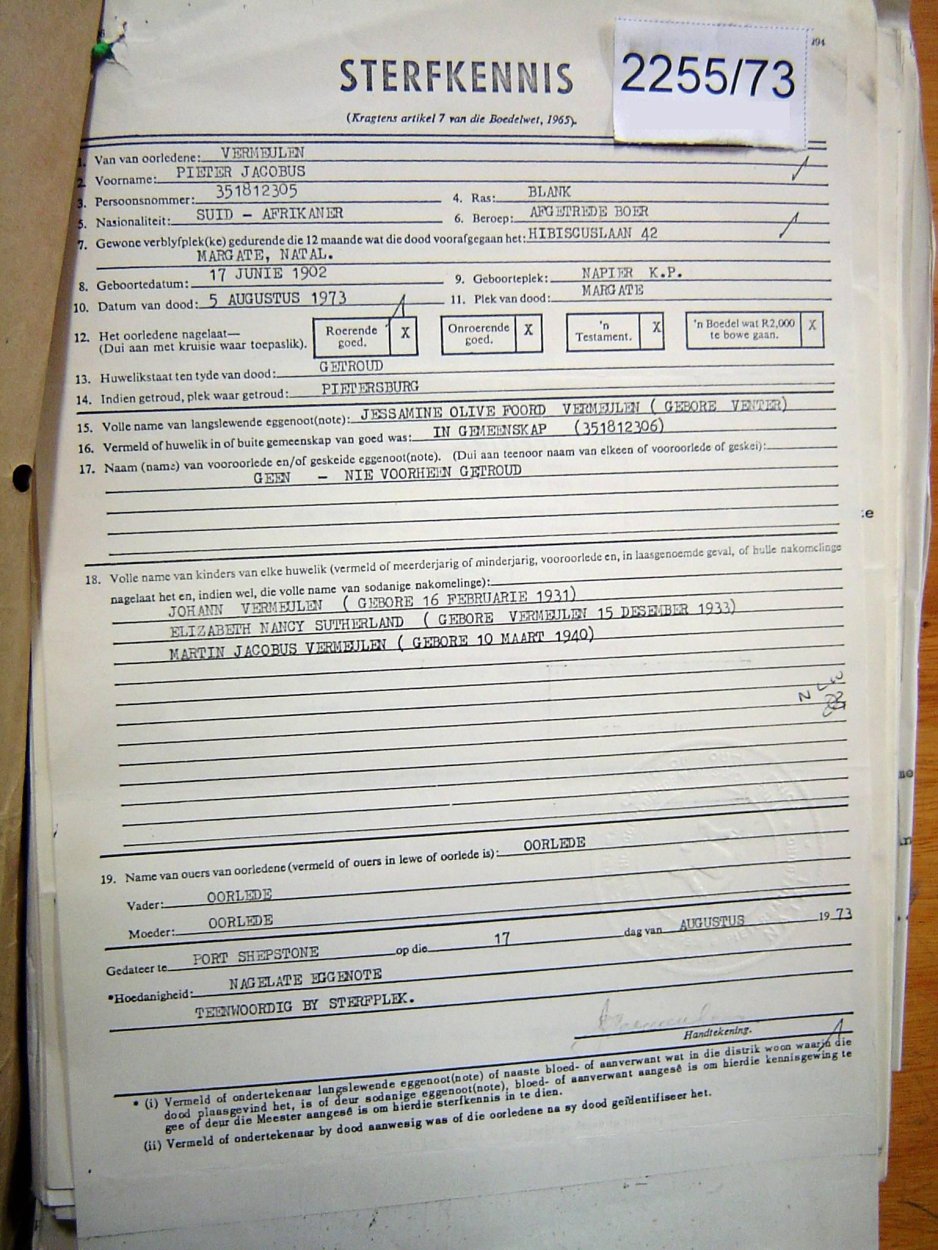 294
STERFKENNIS
2255/73
(Kragtens artikel 7 van die Boedelwet, 1965).
1. Van van oorledene: VERMEULEN
2. Voorname: PIETER JACOBUS
3. Persoonsnommer: 351812305 4. Ras: BLANK
5. Nasionaliteit: SUID - AFRIKANER 6. Beroep: AFGETREDE BOER
7. Gewone verblyfplek(ke) gedurende die 12 maande wat die dood voorafgegaan het: HIBISCUSLAAN 42
MARGATE, NATAL.
8. Geboortedatum: 17 JUNIE 1902 9. Geboorteplek: NAPIER K.P.
10. Datum van dood: 5 AUGUSTUS 1973 11. Plek van dood: MARGATE
12. Het oorledene nagelaat— (Dui aan met kruisie waar toepaslik). Roerende goed. X Onroerende goed. X 'n Testament. X 'n Boedel wat R2,000 te bowe gaan. X
13. Huwelikstaat ten tyde van dood: GETROUD
14. Indien getroud, plek waar getroud: PIETERSBURG
15. Volle name van langslewende eggenoot(note): JESSAMINE OLIVE FOORD VERMEULEN ( GEBORE VENTER)
16. Vermeld of huwelik in of buite gemeenskap van goed was: IN GEMEENSKAP (351812306)
17. Naam (name) van vooroorlede en/of geskeide eggenoot(note). (Dui aan teenoor naam van elkeen of vooroorlede of geskei):
GEEN - NIE VOORHEEN GETROUD
18. Volle name van kinders van elke huwelik (vermeld of meerderjarig of minderjarig, vooroorlede en, in laasgenoemde geval, of hulle nakomelinge
nagelaat het en, indien wel, die volle name van sodanige nakomelinge):
JOHANN VERMEULEN ( GEBORE 16 FEBRUARIE 1931)
ELIZABETH NANCY SUTHERLAND ( GEBORE VERMEULEN 15 DESEMBER 1933)
MARTIN JACOBUS VERMEULEN ( GEBORE 10 MAART 1940)
19. Name van ouers van oorledene (vermeld of ouers in lewe of oorlede is): OORLEDE
Vader: OORLEDE
Moeder: OORLEDE
Gedateer te PORT SHEPSTONE op die 17 dag van AUGUSTUS 1973
*Hoedanigheid: NAGELATE EGGENOTE
TEENWOORDIG BY STERFPLEK.
Handtekening.
* (i) Vermeld of ondertekenaar langslewende eggenoot(note) of naaste bloed- of aanverwant wat in die distrik woon waarin die
dood plaasgevind het, is of deur sodanige eggenoot(note), bloed- of aanverwant aangesê is om hierdie kennisgewing te
gee of deur die Meester aangesê is om hierdie sterfkennis in te dien.
(ii) Vermeld of ondertekenaar by dood aanwesig was of die oorledene na sy dood geïdentifiseer het.